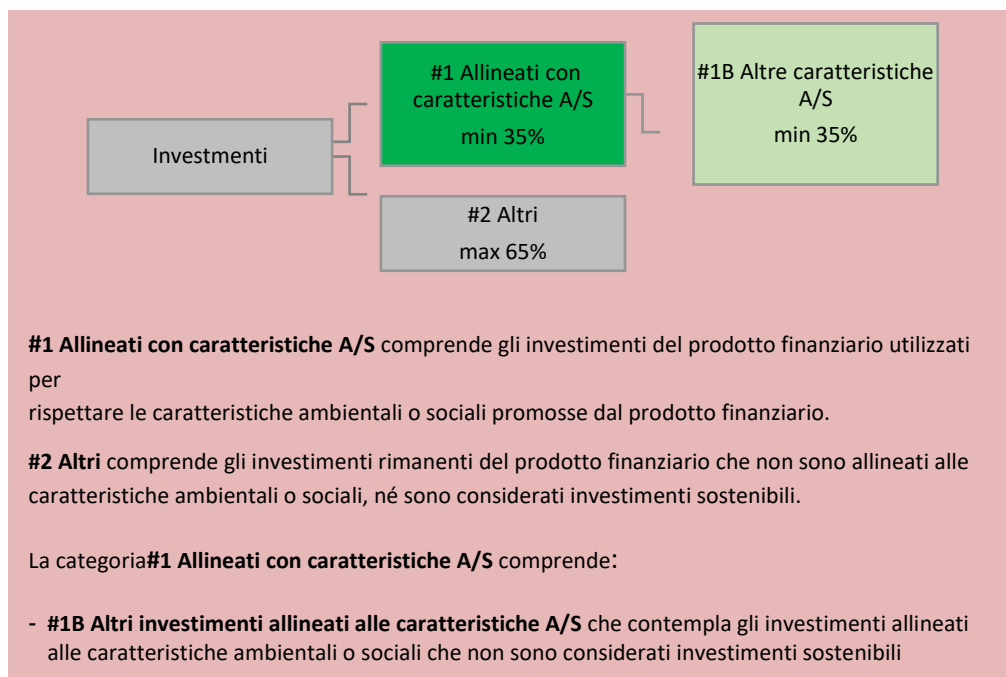 #1 Allineati con
caratteristiche A/S
min 35%
#1B Altre caratteristiche
A/S
min 35%
Investmenti
#2 Altri
max 65%
#1 Allineati con caratteristiche A/S comprende gli investimenti del prodotto finanziario utilizzati
per
rispettare le caratteristiche ambientali o sociali promosse dal prodotto finanziario.
#2 Altri comprende gli investimenti rimanenti del prodotto finanziario che non sono allineati alle
caratteristiche ambientali o sociali, né sono considerati investimenti sostenibili.
La categoria#1 Allineati con caratteristiche A/S comprende:
- #1B Altri investimenti allineati alle caratteristiche A/S che contempla gli investimenti allineati
alle caratteristiche ambientali o sociali che non sono considerati investimenti sostenibili